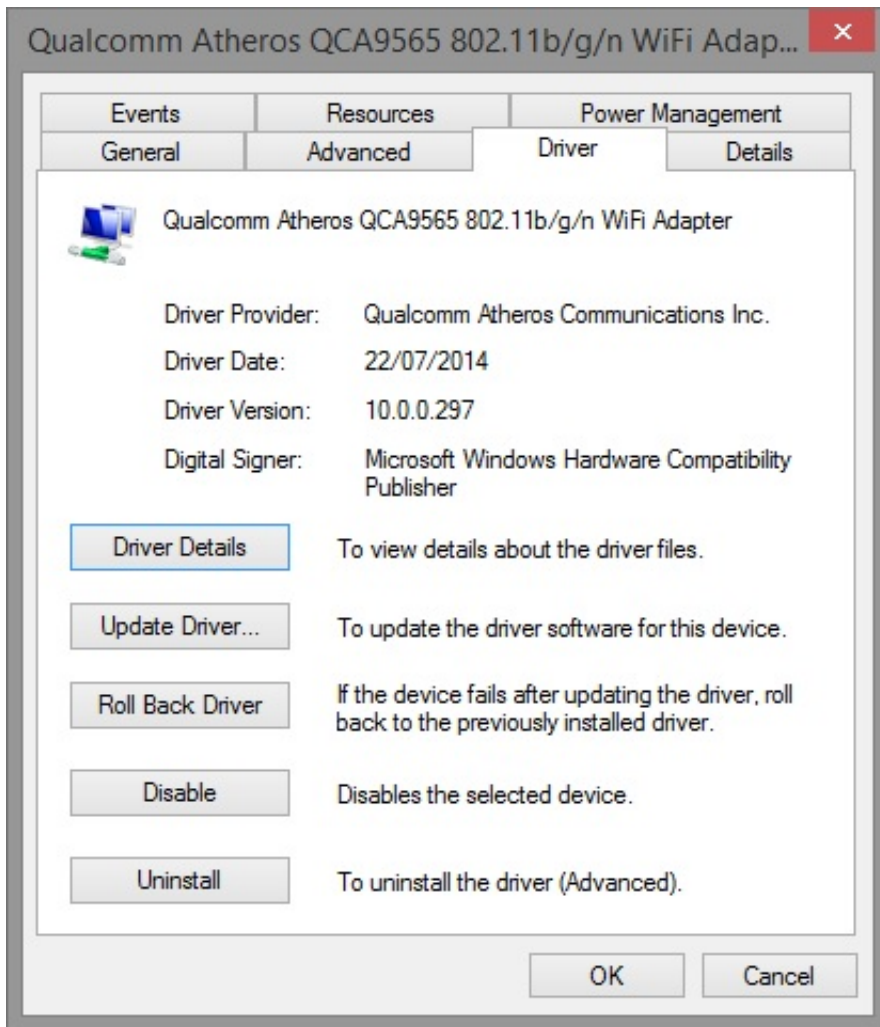 Qualcomm Atheros QCA9565 802.11b/g/n WiFi Adap...
Events Resources Power Management
General Advanced Driver Details
Qualcomm Atheros QCA9565 802.11b/g/n WiFi Adapter
Driver Provider: Qualcomm Atheros Communications Inc.
Driver Date: 22/07/2014
Driver Version: 10.0.0.297
Digital Signer: Microsoft Windows Hardware Compatibility
Publisher
Driver Details To view details about the driver files.
Update Driver... To update the driver software for this device.
Roll Back Driver If the device fails after updating the driver, roll
back to the previously installed driver.
Disable Disables the selected device.
Uninstall To uninstall the driver (Advanced).
OK Cancel